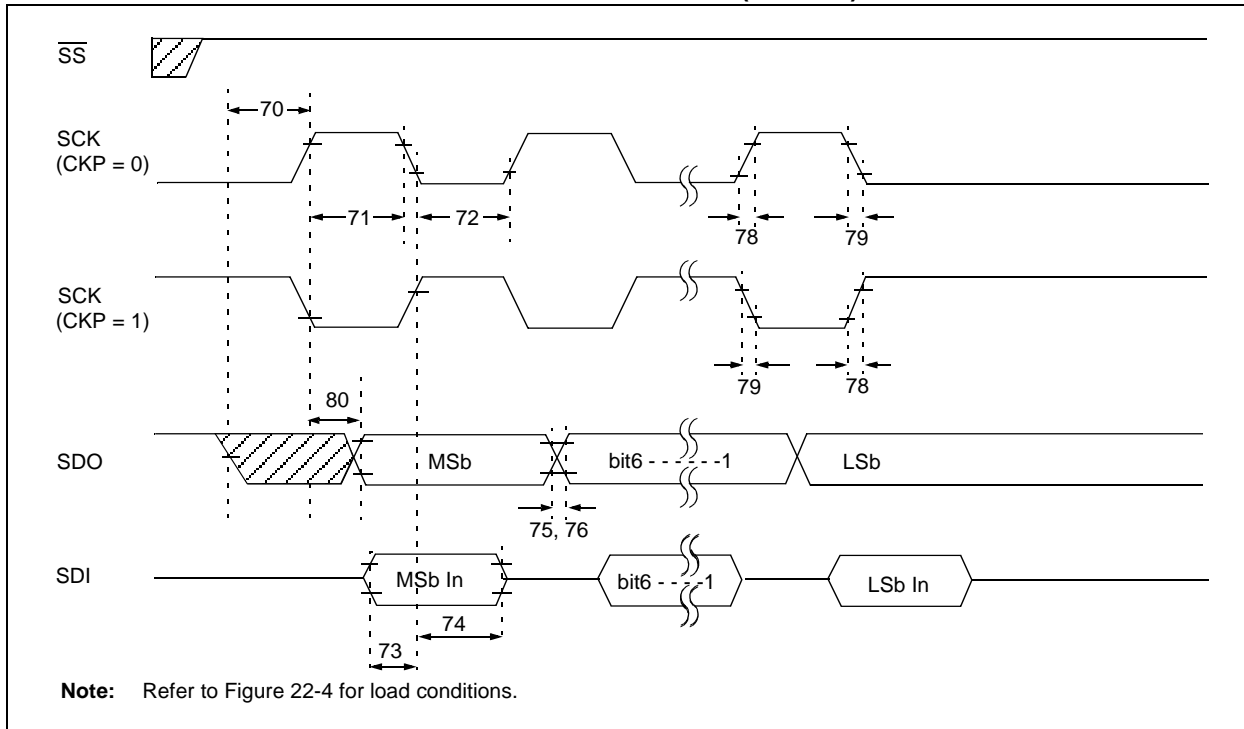 SS
70
SCK
(CKP = 0)
71
72
78
79
SCK
(CKP = 1)
79
78
80
SDO
MSb
bit6 - - - - - -1
LSb
75, 76
SDI
MSb In
bit6 - - - -1
LSb In
74
73
Note: Refer to Figure 22-4 for load conditions.